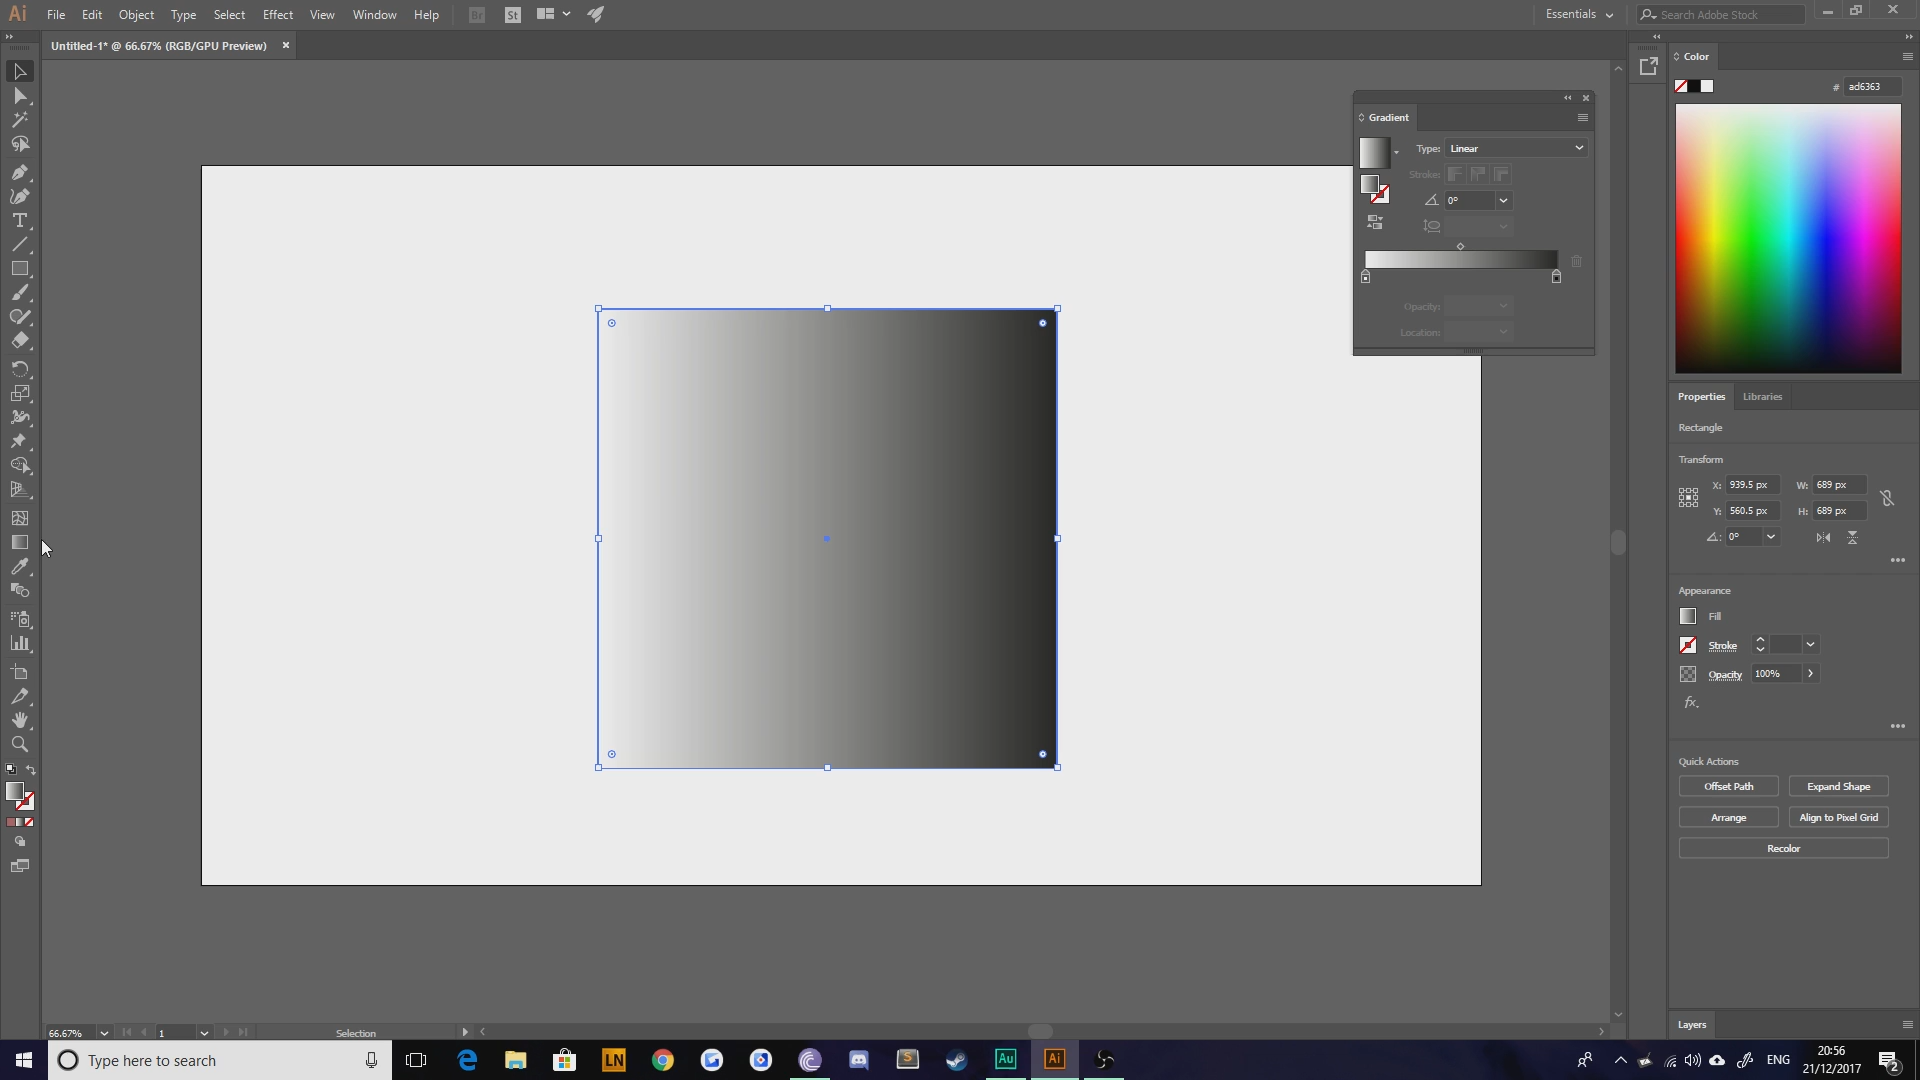 Ai File Edit Object Type Select Effect View Window Help Br St Essentials Search Adobe Stock
Untitled-1* @ 66.67% (RGB/GPU Preview)
Color
# ad6363
Gradient
Type: Linear
Stroke:
0°
Opacity:
Location:
Properties Libraries
Rectangle
Transform
X: 939.5 px W: 689 px
Y: 560.5 px H: 689 px
0°
Appearance
Fill
Stroke
Opacity 100%
fx.
Quick Actions
Offset Path Expand Shape
Arrange Align to Pixel Grid
Recolor
Layers
66.67% 1 Selection
Type here to search LN S Au Ai ENG
20:56
21/12/2017
2